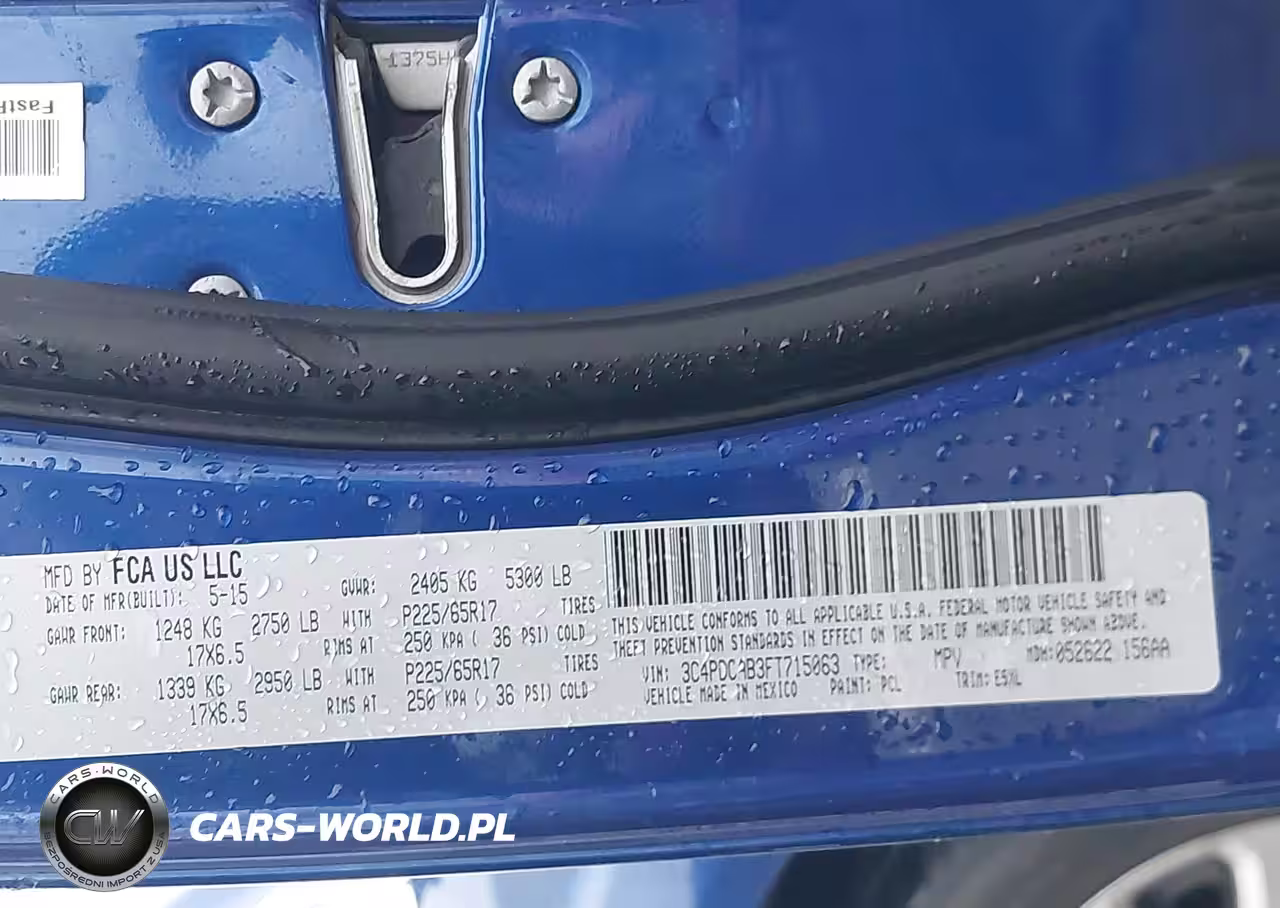 1375H
FastP
MFD BY FCA US LLC
DATE OF MFR(BUILT): 5-15 GVWR: 2405 KG 5300 LB
GAWR FRONT: 1248 KG 2750 LB WITH P225/65R17 TIRES
17X6.5 RIMS AT 250 KPA ( 36 PSI) COLD
GAWR REAR: 1339 KG 2950 LB WITH P225/65R17 TIRES
17X6.5 RIMS AT 250 KPA ( 36 PSI) COLD
THIS VEHICLE CONFORMS TO ALL APPLICABLE U.S.A. FEDERAL MOTOR VEHICLE SAFETY AND
THEFT PREVENTION STANDARDS IN EFFECT ON THE DATE OF MANUFACTURE SHOWN ABOVE.
VIN: 3C4PDCAB3FT715063 TYPE: MPV MDH:052622 156AA
VEHICLE MADE IN MEXICO PAINT: PCL TRIM: E5XL
CARS-WORLD
CW
BEZPOŚREDNI IMPORT Z USA
CARS-WORLD.PL